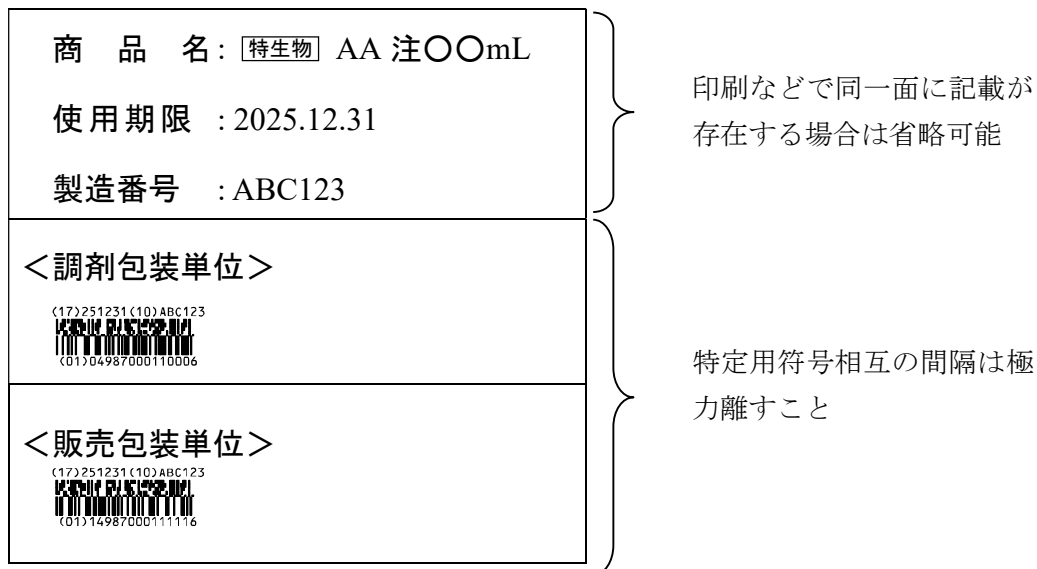 商 品 名: 特生物 AA 注〇〇mL
使用期限 : 2025.12.31
製造番号 : ABC123
印刷などで同一面に記載が
存在する場合は省略可能
＜調剤包装単位＞
(17)251231(10)ABC123
(01)04987000110006
＜販売包装単位＞
(17)251231(10)ABC123
(01)14987000111116
特定用符号相互の間隔は極
力離すこと